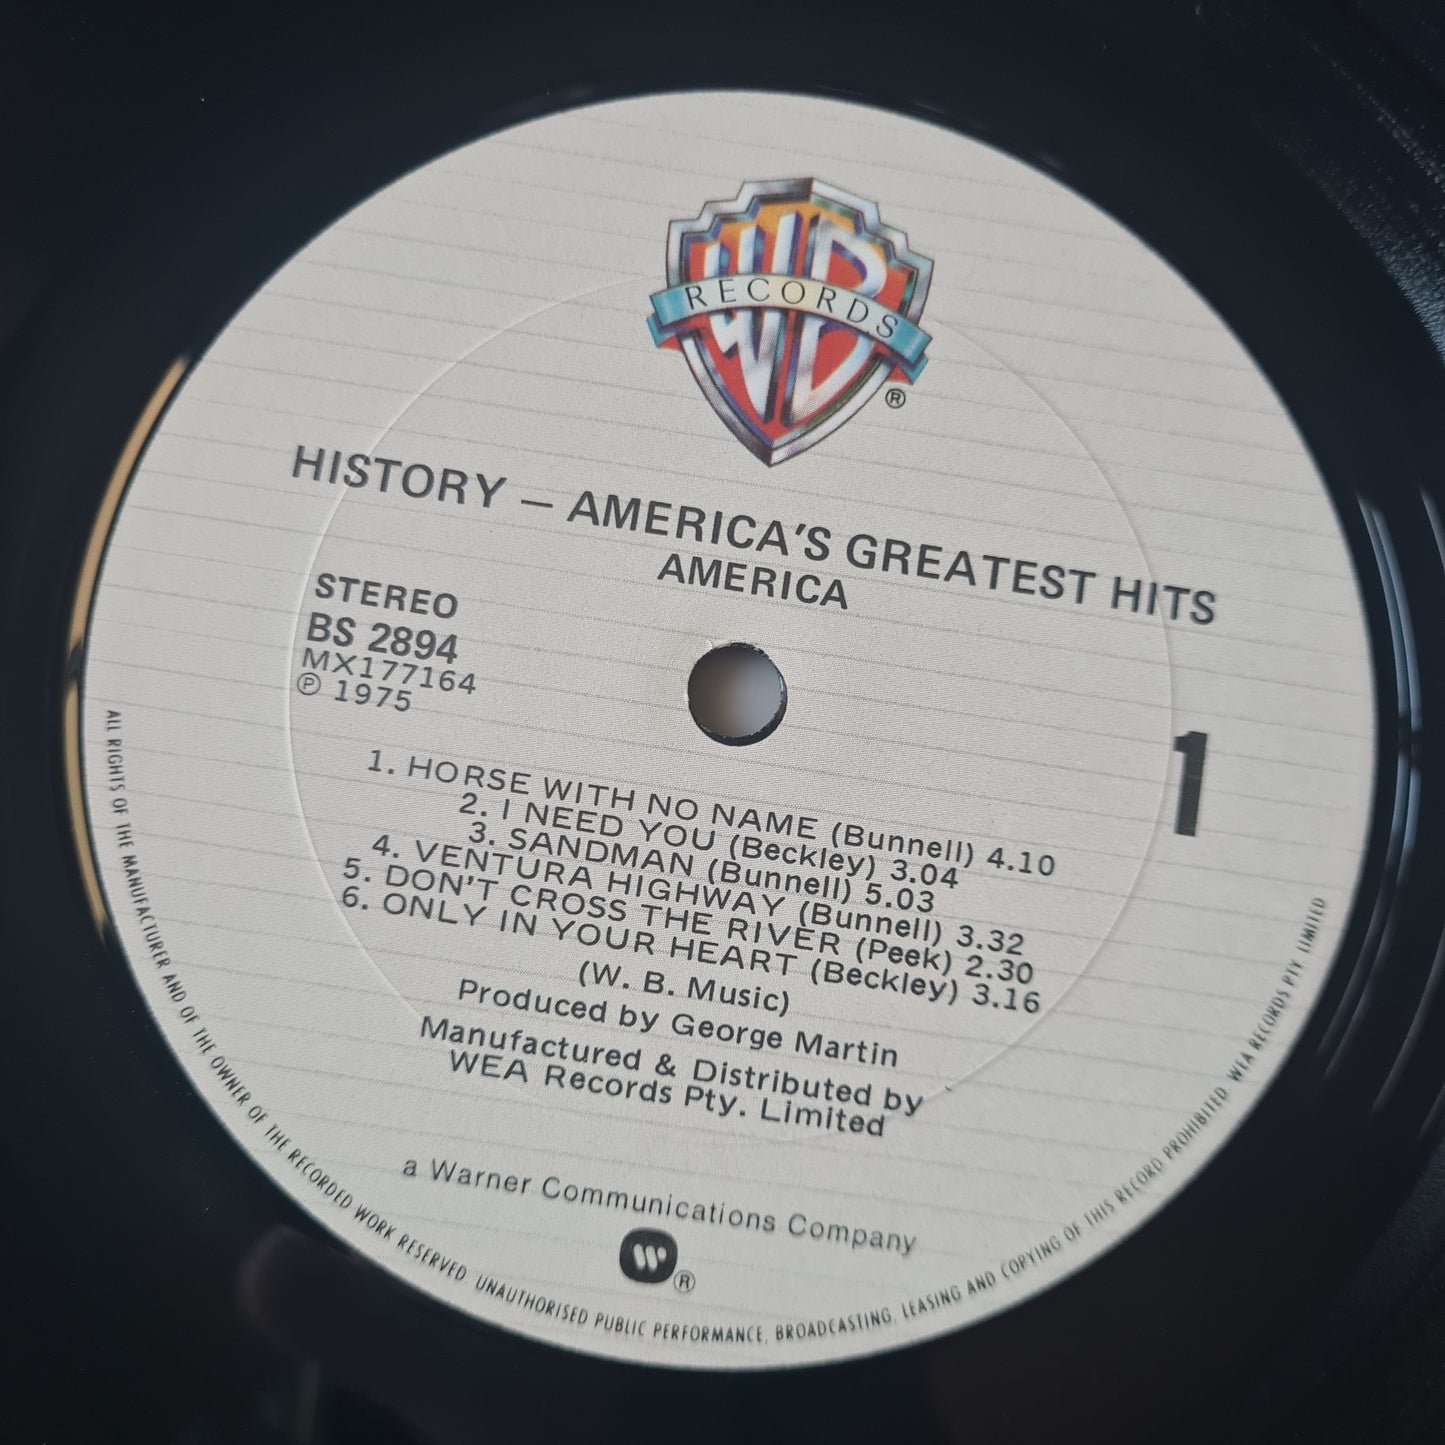 WB
RECORDS
®
HISTORY – AMERICA'S GREATEST HITS
AMERICA
STEREO
BS 2894
MX177164
℗ 1975
1
1. HORSE WITH NO NAME (Bunnell) 4.10
2. I NEED YOU (Beckley) 3.04
3. SANDMAN (Bunnell) 5.03
4. VENTURA HIGHWAY (Bunnell) 3.32
5. DON'T CROSS THE RIVER (Peek) 2.30
6. ONLY IN YOUR HEART (Beckley) 3.16
(W. B. Music)
Produced by George Martin
Manufactured & Distributed by
WEA Records Pty. Limited
a Warner Communications Company
®
ALL RIGHTS OF THE MANUFACTURER AND OF THE OWNER OF THE RECORDED WORK RESERVED. UNAUTHORISED PUBLIC PERFORMANCE, BROADCASTING, LEASING AND COPYING OF THIS RECORD PROHIBITED. WEA RECORDS PTY LIMITED